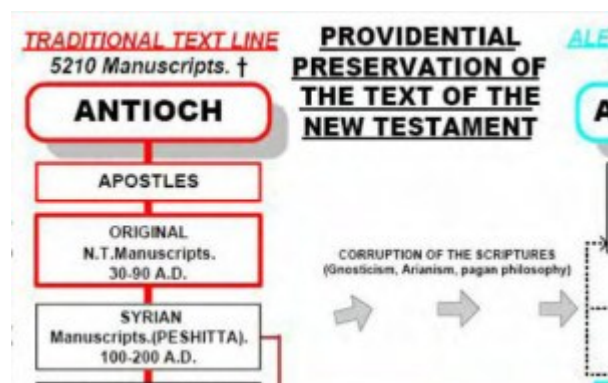 TRADITIONAL TEXT LINE
5210 Manuscripts. †
ANTIOCH
APOSTLES
ORIGINAL
N.T.Manuscripts.
30-90 A.D.
SYRIAN
Manuscripts.(PESHITTA).
100-200 A.D.
PROVIDENTIAL
PRESERVATION OF
THE TEXT OF THE
NEW TESTAMENT
CORRUPTION OF THE SCRIPTURES
(Gnosticism, Arianism, pagan philosophy)
ALE
A